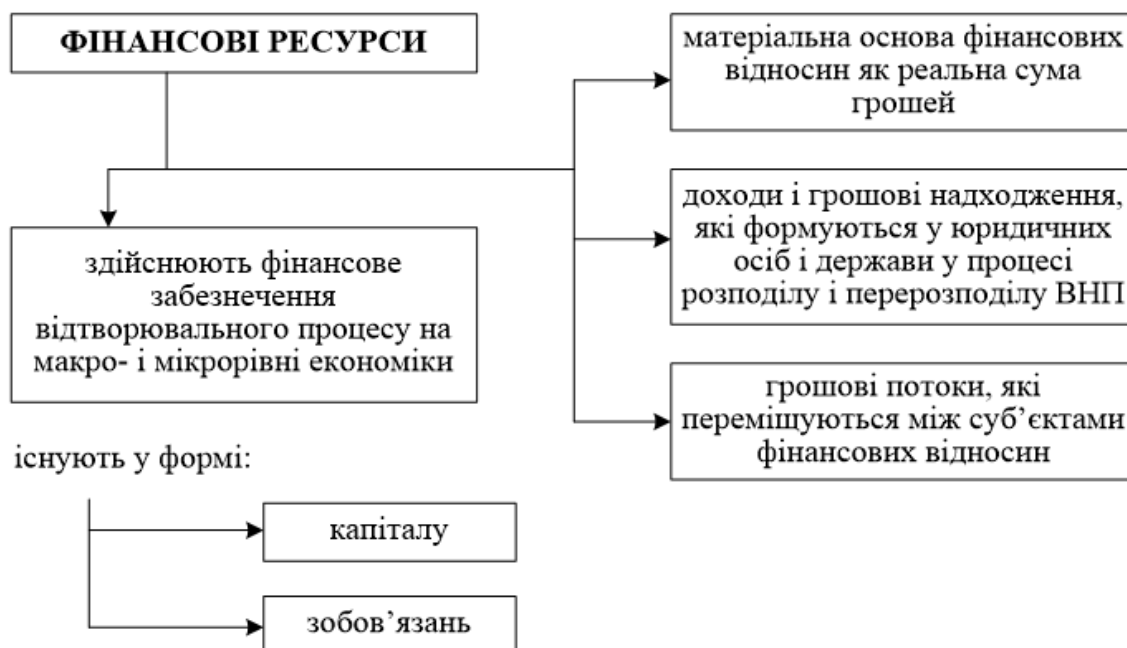 ФІНАНСОВІ РЕСУРСИ
матеріальна основа фінансових
відносин як реальна сума
грошей
доходи і грошові надходження,
які формуються у юридичних
осіб і держави у процесі
розподілу і перерозподілу ВНП
здійснюють фінансове
забезнечення
відтворювального процесу на
макро- і мікрорівні економіки
грошові потоки, які
переміщуються між суб’єктами
фінансових відносин
існують у формі:
капіталу
зобов’язань